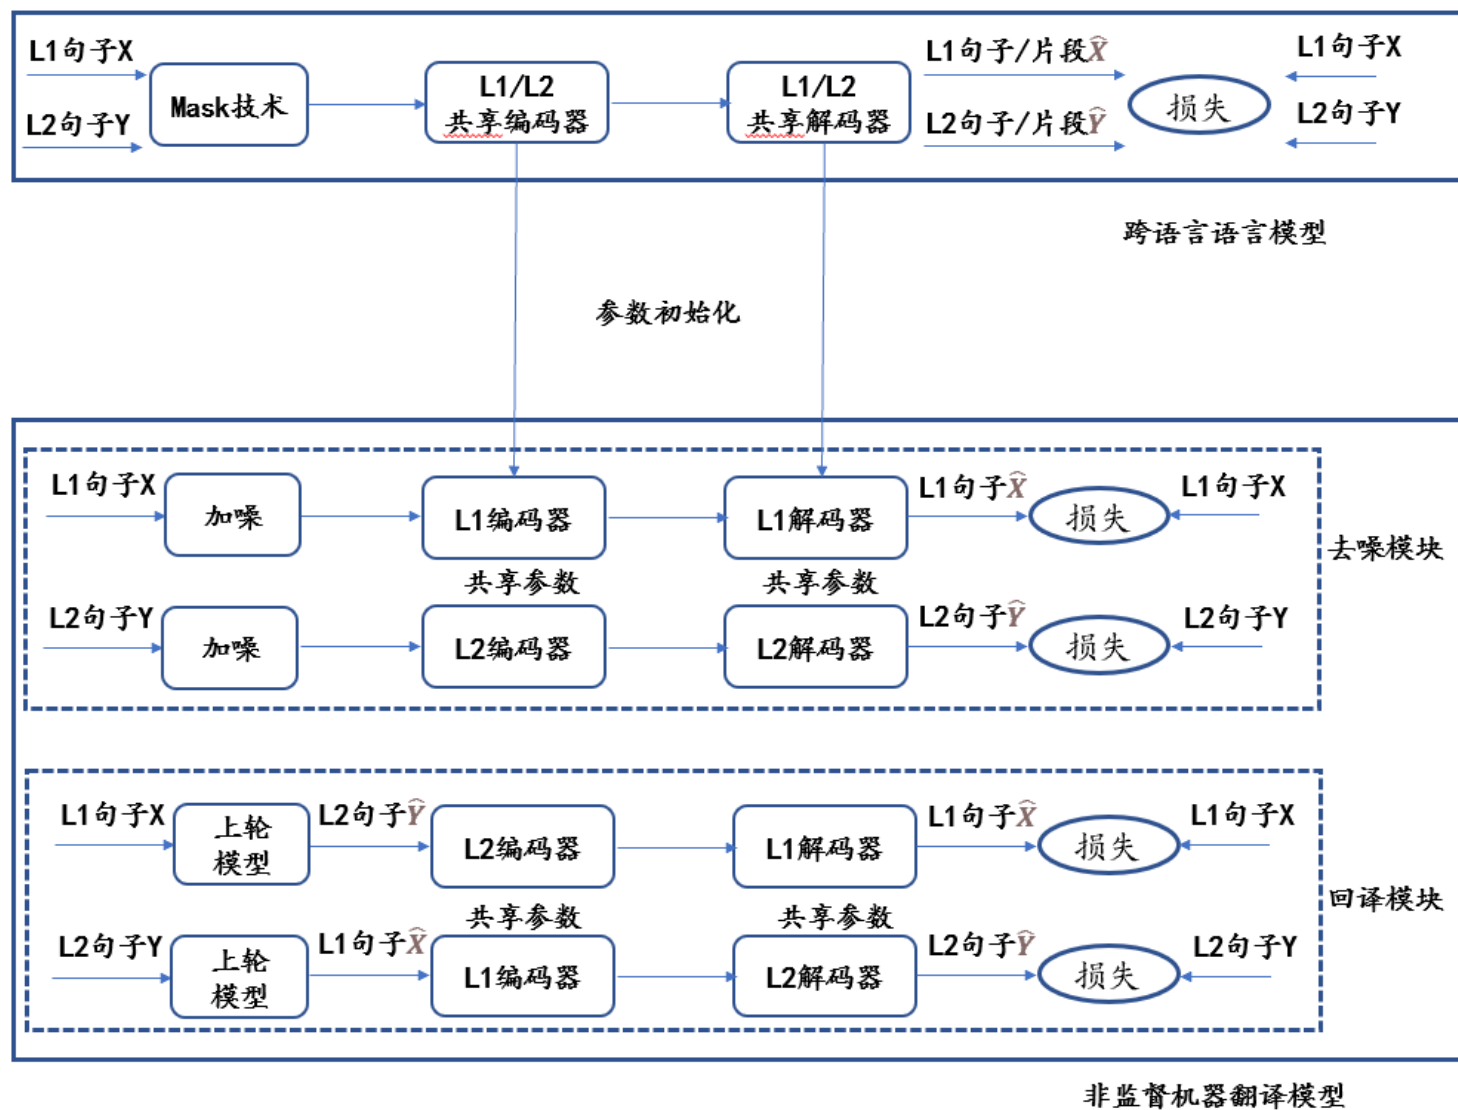 L1句子X
L2句子Y
Mask技术
L1/L2
共享编码器
L1/L2
共享解码器
L1句子/片段X̂
L2句子/片段Ŷ
损失
L1句子X
L2句子Y
跨语言语言模型
参数初始化
L1句子X
加噪
L1编码器
L1解码器
L1句子X̂
损失
L1句子X
共享参数
共享参数
去噪模块
L2句子Y
加噪
L2编码器
L2解码器
L2句子Ŷ
损失
L2句子Y
L1句子X
上轮
模型
L2句子Ŷ
L2编码器
L1解码器
L1句子X̂
损失
L1句子X
共享参数
共享参数
回译模块
L2句子Y
上轮
模型
L1句子X̂
L1编码器
L2解码器
L2句子Ŷ
损失
L2句子Y
非监督机器翻译模型